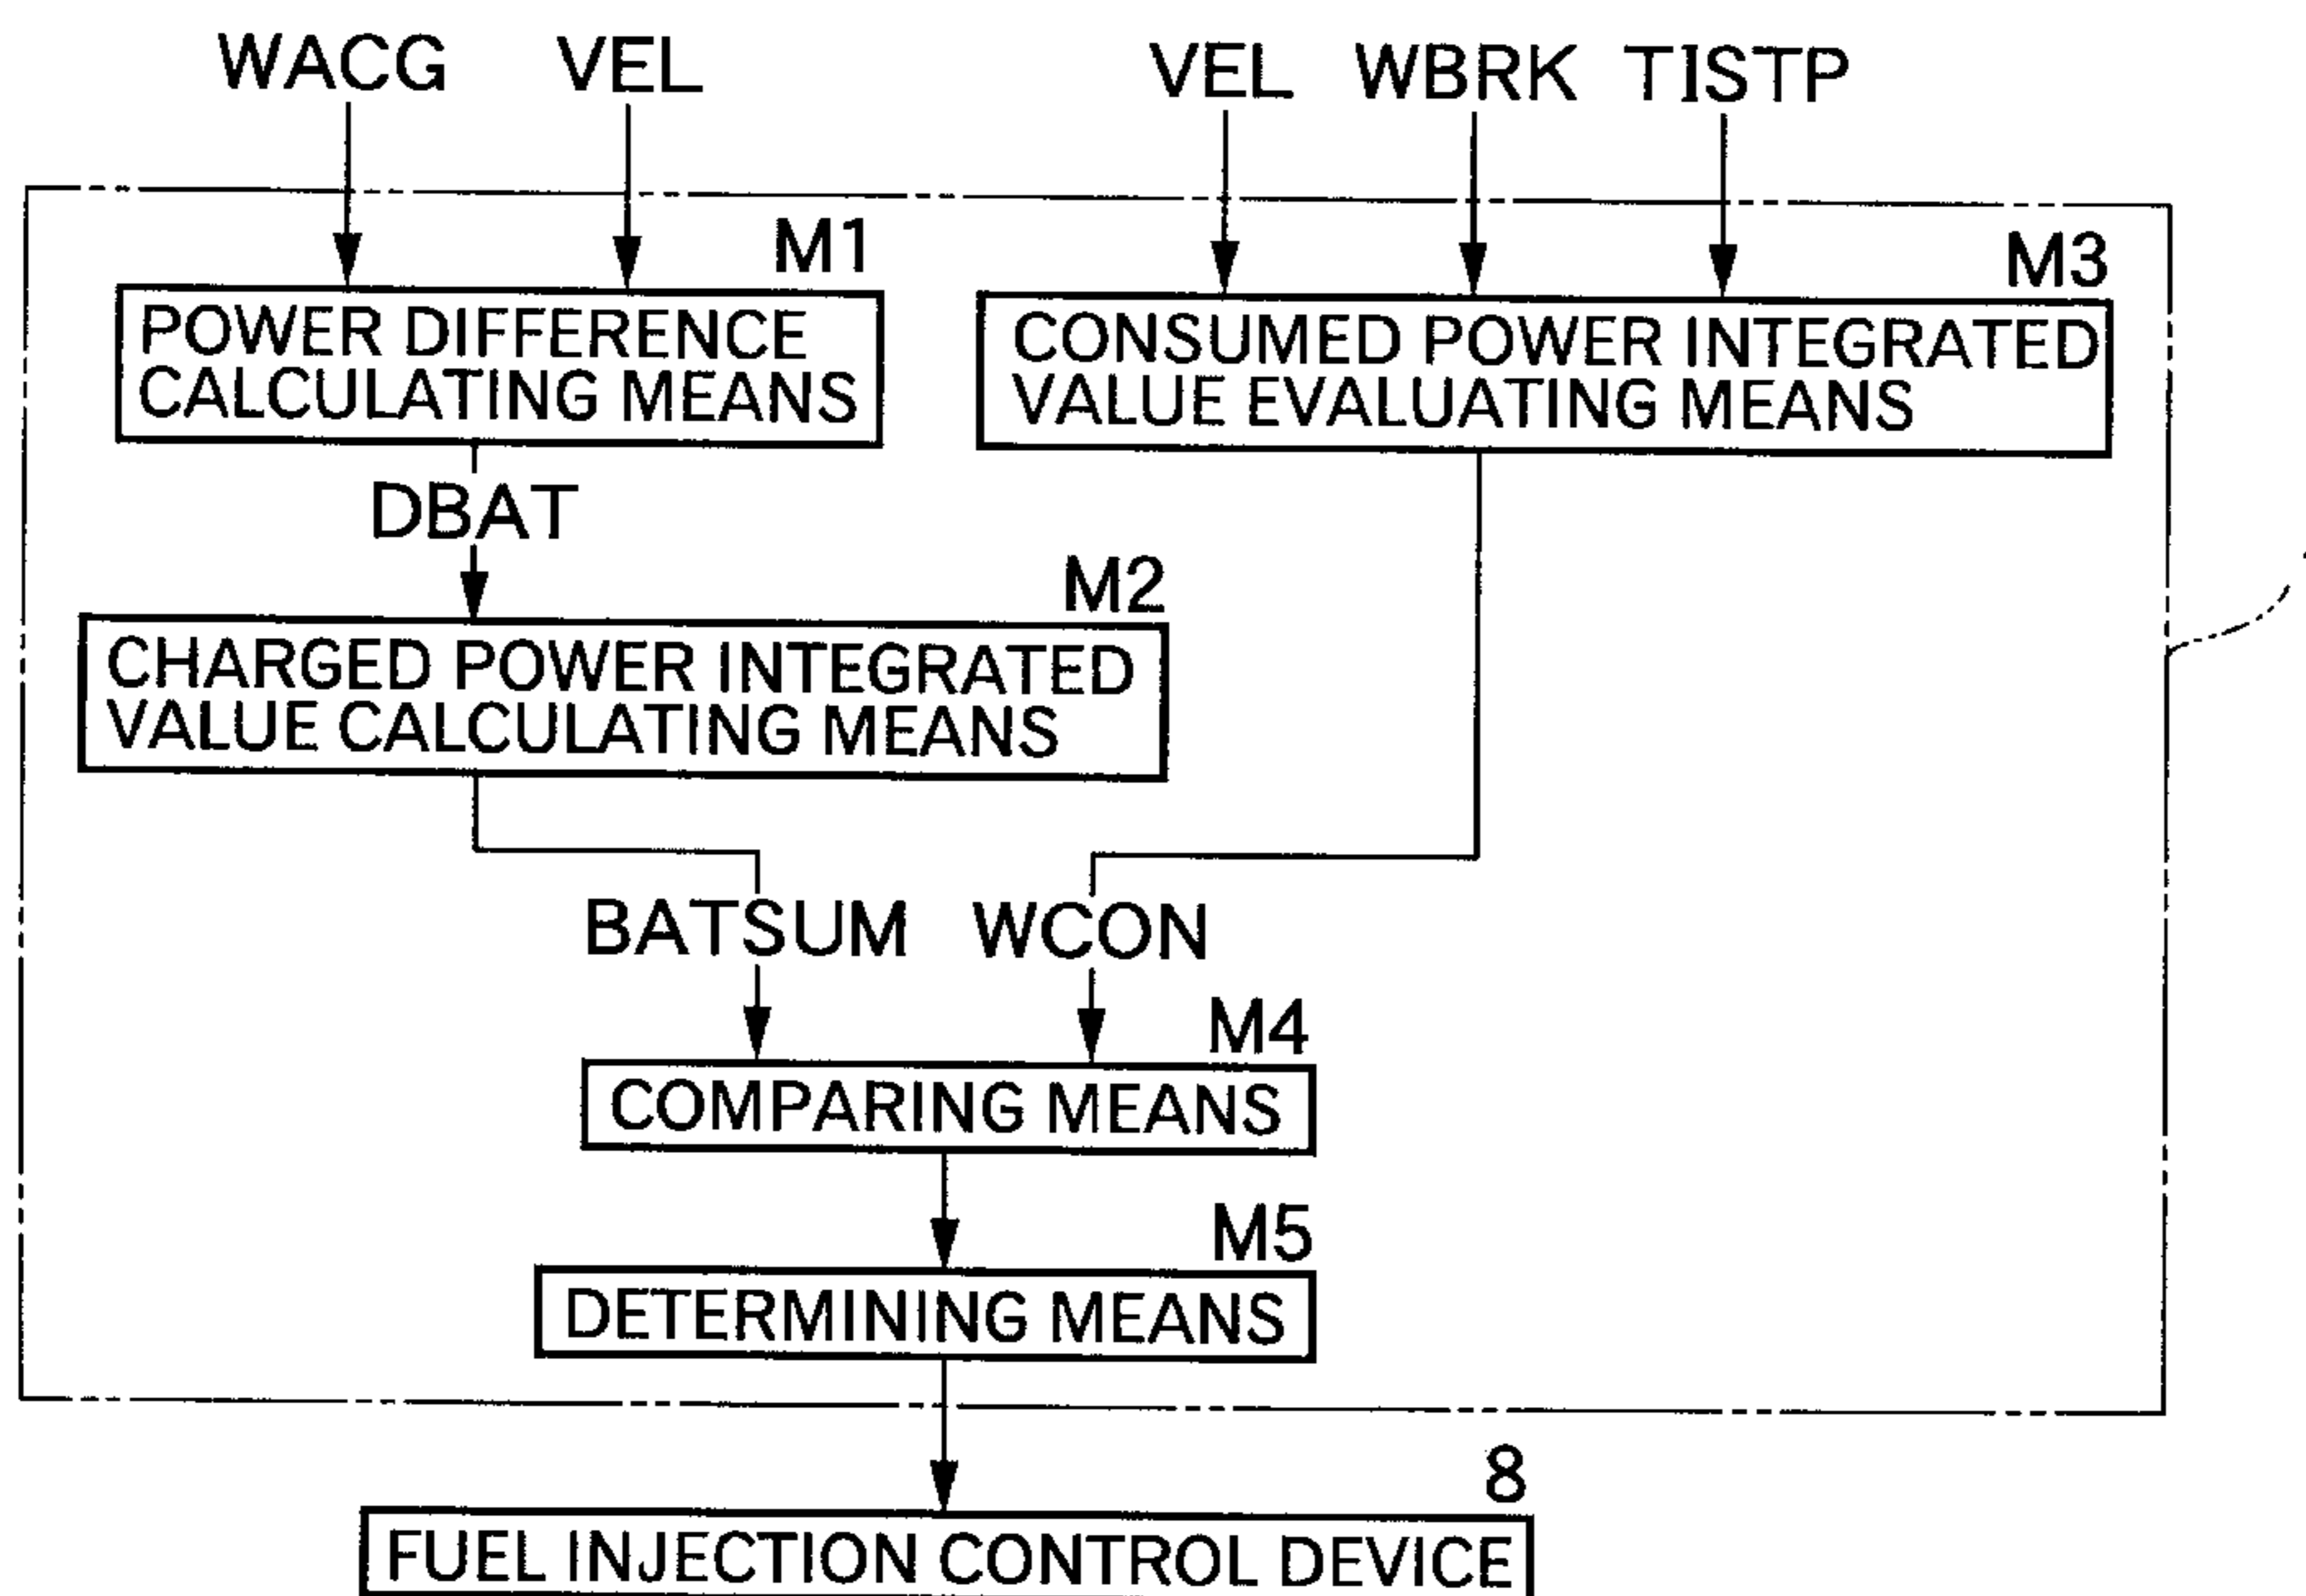 WACG VEL
VEL WBRK TISTP
M1
POWER DIFFERENCE
CALCULATING MEANS
M3
CONSUMED POWER INTEGRATED
VALUE EVALUATING MEANS
DBAT
M2
CHARGED POWER INTEGRATED
VALUE CALCULATING MEANS
BATSUM WCON
M4
COMPARING MEANS
M5
DETERMINING MEANS
8
FUEL INJECTION CONTROL DEVICE